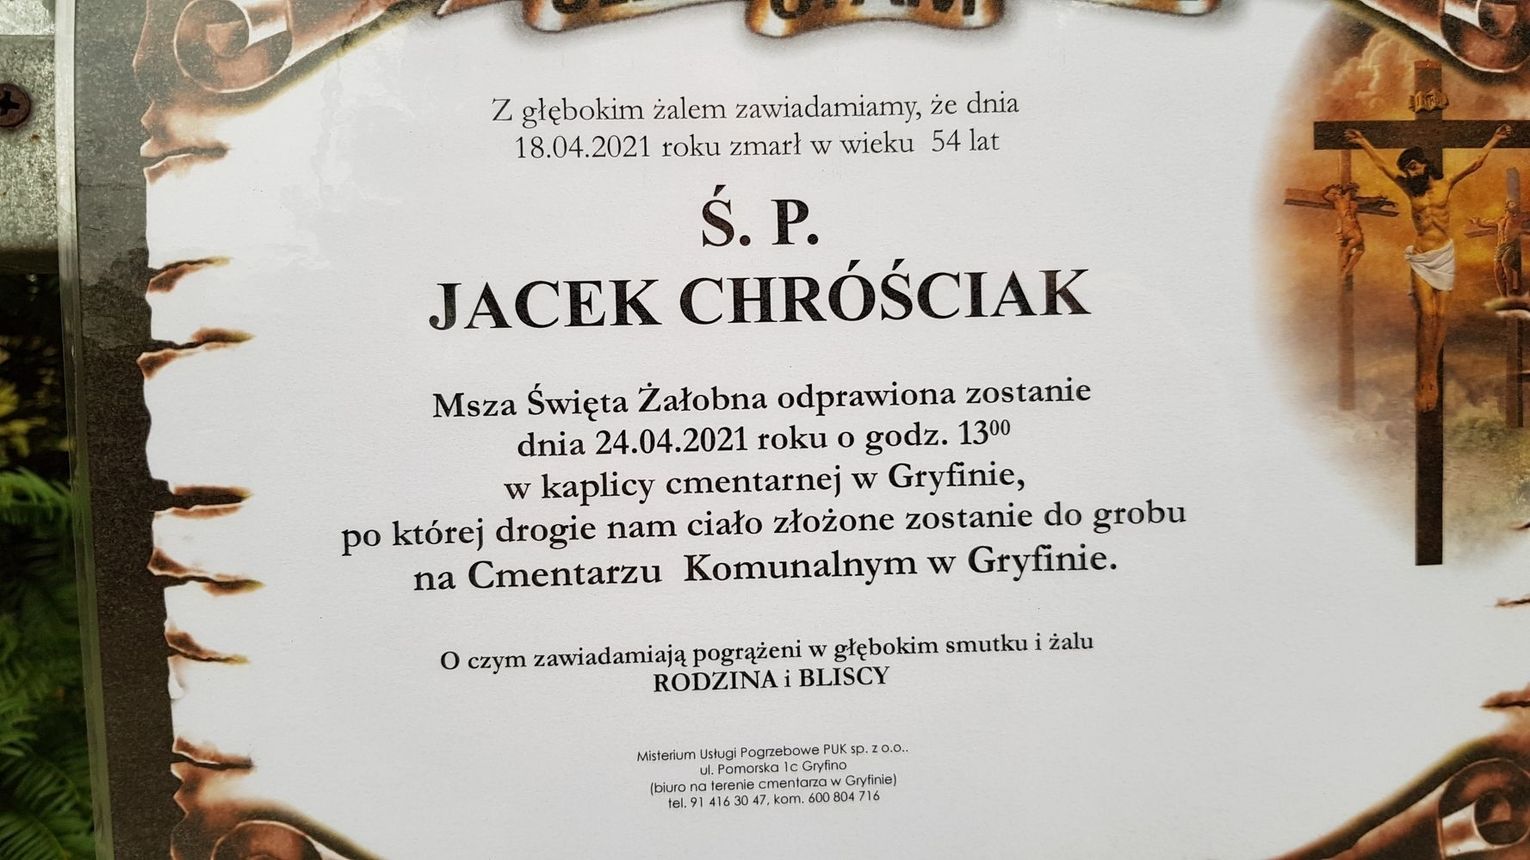 Z głębokim żalem zawiadamiamy, że dnia
18.04.2021 roku zmarł w wieku 54 lat
Ś. P.
JACEK CHRÓŚCIAK
Msza Święta Żałobna odprawiona zostanie
dnia 24.04.2021 roku o godz. 13⁰⁰
w kaplicy cmentarnej w Gryfinie,
po której drogie nam ciało złożone zostanie do grobu
na Cmentarzu Komunalnym w Gryfinie.
O czym zawiadamiają pogrążeni w głębokim smutku i żalu
RODZINA i BLISCY
Misterium Usługi Pogrzebowe PUK sp. z o.o..
ul. Pomorska 1c Gryfino
(biuro na terenie cmentarza w Gryfinie)
tel. 91 416 30 47, kom. 600 804 716